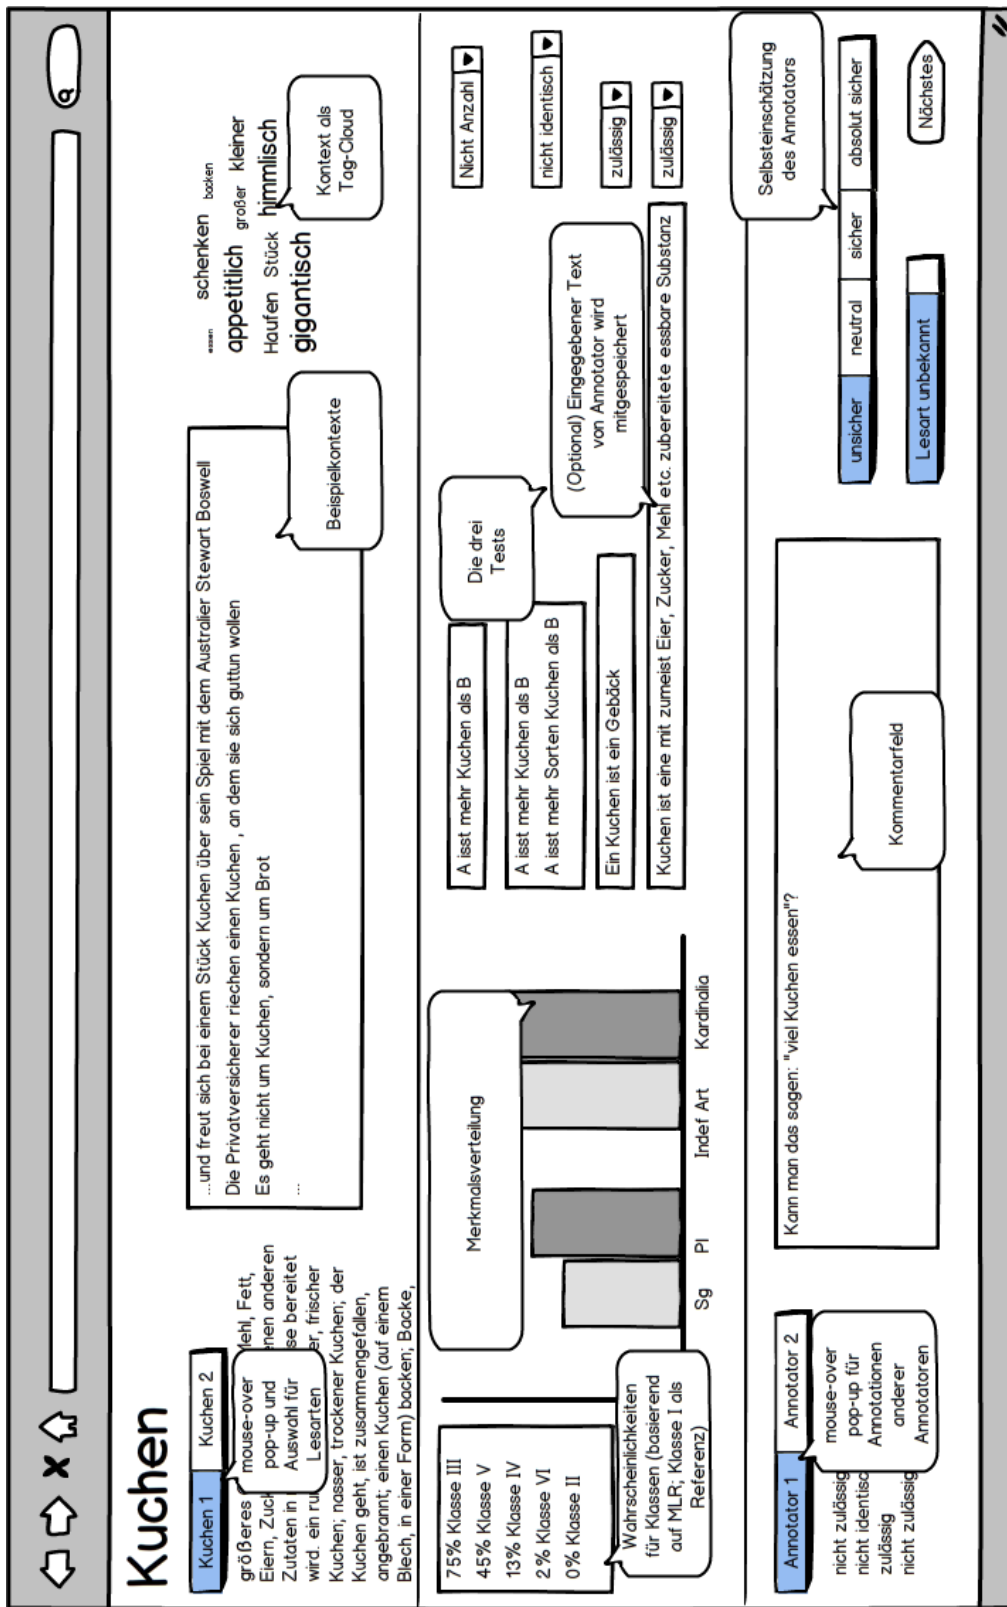 Kuchen
Kuchen 1
Kuchen 2
mouse-over
pop-up und
Auswahl für
Lesarten
größeres
Mehl, Fett,
Eiern, Zuck
enen anderen
Zutaten in
se bereitet
wird. ein ru
er, frischer
Kuchen; nasser, trockener Kuchen; der
Kuchen geht, ist zusammengefallen,
angebrannt; einen Kuchen (auf einem
Blech, in einer Form) backen; Backe,
...und freut sich bei einem Stück Kuchen über sein Spiel mit dem Australier Stewart Boswell
Die Privatversicherer riechen einen Kuchen , an dem sie sich guttun wollen
Es geht nicht um Kuchen, sondern um Brot
...
Beispielkontexte
essen schenken backen
appetitlich großer kleiner
Haufen Stück himmlisch
gigantisch
Kontext als
Tag-Cloud
75% Klasse III
45% Klasse V
13% Klasse IV
2% Klasse VI
0% Klasse II
Wahrscheinlichkeiten
für Klassen (basierend
auf MLR; Klasse I als
Referenz)
Merkmalsverteilung
Sg
Pl
Indef Art
Kardinalia
A isst mehr Kuchen als B
Nicht Anzahl
Die drei
Tests
A isst mehr Kuchen als B
A isst mehr Sorten Kuchen als B
nicht identisch
(Optional) Eingegebener Text
von Annotator wird
mitgespeichert
Ein Kuchen ist ein Gebäck
zulässig
Kuchen ist eine mit zumeist Eier, Zucker, Mehl etc. zubereitete essbare Substanz
zulässig
Annotator 1
Annotator 2
mouse-over
pop-up für
Annotationen
anderer
Annotatoren
nicht zulässig
nicht identisc
zulässig
nicht zulässig
Kann man das sagen: "viel Kuchen essen"?
Kommentarfeld
Selbsteinschätzung
des Annotators
unsicher
neutral
sicher
absolut sicher
Lesart unbekannt
Nächstes